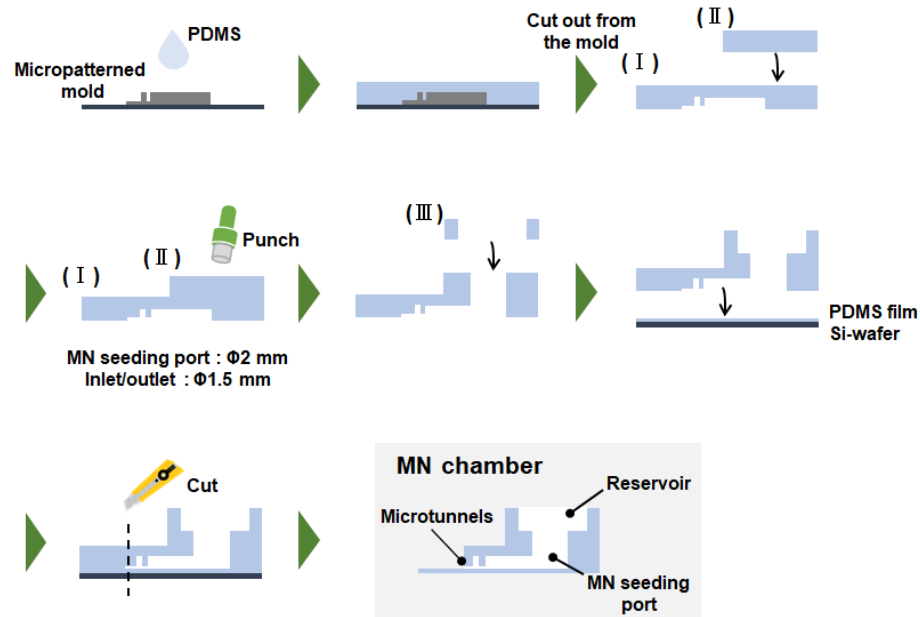 PDMS
Micropatterned
mold
Cut out from
the mold
(Ⅱ)
(Ⅰ)
(Ⅰ)
(Ⅱ)
Punch
MN seeding port : Φ2 mm
Inlet/outlet : Φ1.5 mm
(Ⅲ)
PDMS film
Si-wafer
Cut
MN chamber
Reservoir
Microtunnels
MN seeding
port